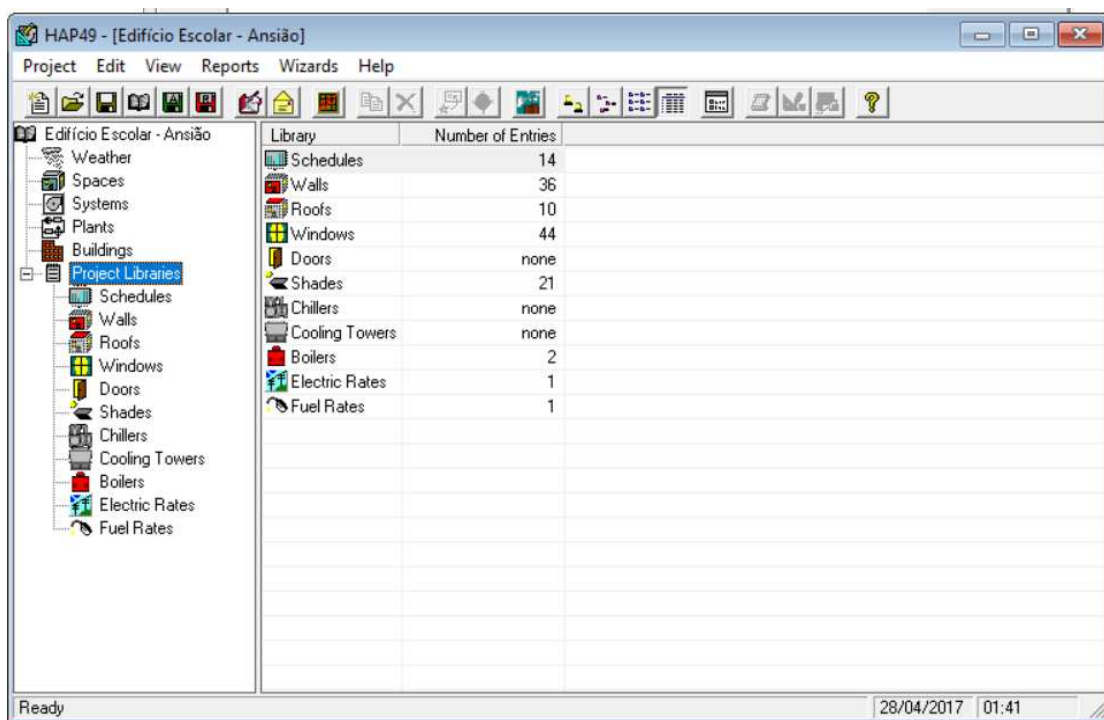 HAP49 - [Edifício Escolar - Ansião]
Project Edit View Reports Wizards Help
Edifício Escolar - Ansião
Weather
Spaces
Systems
Plants
Buildings
Project Libraries
Schedules
Walls
Roofs
Windows
Doors
Shades
Chillers
Cooling Towers
Boilers
Electric Rates
Fuel Rates
Library Number of Entries
Schedules 14
Walls 36
Roofs 10
Windows 44
Doors none
Shades 21
Chillers none
Cooling Towers none
Boilers 2
Electric Rates 1
Fuel Rates 1
Ready 28/04/2017 01:41